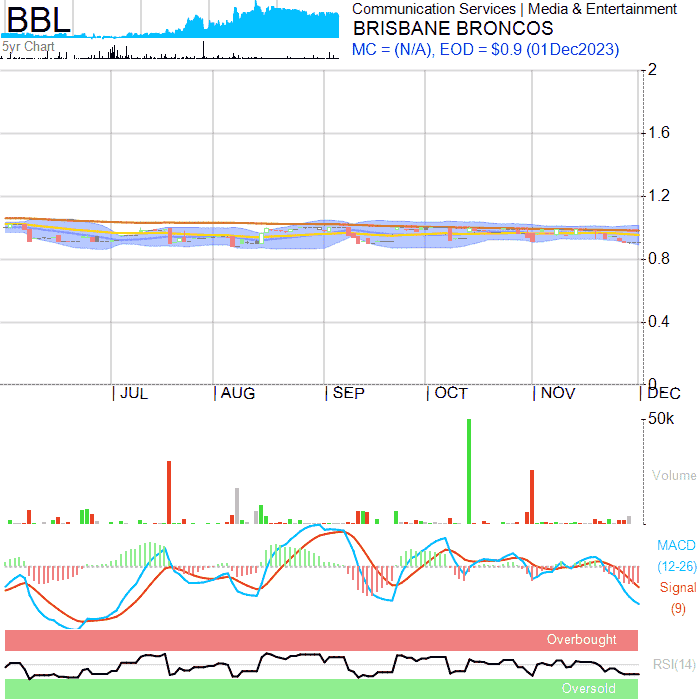 BBL
5yr Chart
Communication Services | Media & Entertainment
BRISBANE BRONCOS
MC = (N/A), EOD = $0.9 (01Dec2023)
2
1.6
1.2
0.8
0.4
0
| JUL | AUG | SEP | OCT | NOV | DEC
50k
Volume
MACD
(12-26)
Signal
(9)
Overbought
RSI(14)
Oversold